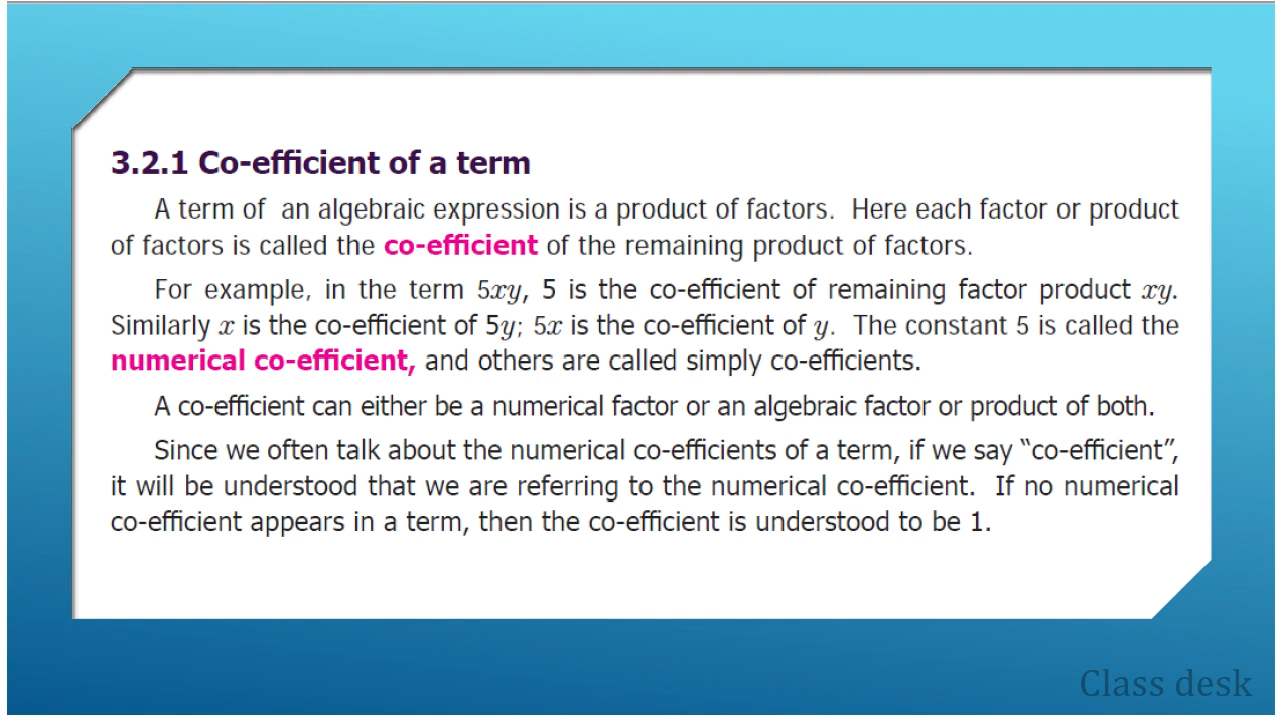 3.2.1 Co-efficient of a term
A term of an algebraic expression is a product of factors. Here each factor or product
of factors is called the co-efficient of the remaining product of factors.
For example, in the term 5xy, 5 is the co-efficient of remaining factor product xy.
Similarly x is the co-efficient of 5y; 5x is the co-efficient of y. The constant 5 is called the
numerical co-efficient, and others are called simply co-efficients.
A co-efficient can either be a numerical factor or an algebraic factor or product of both.
Since we often talk about the numerical co-efficients of a term, if we say “co-efficient”,
it will be understood that we are referring to the numerical co-efficient. If no numerical
co-efficient appears in a term, then the co-efficient is understood to be 1.
Class desk